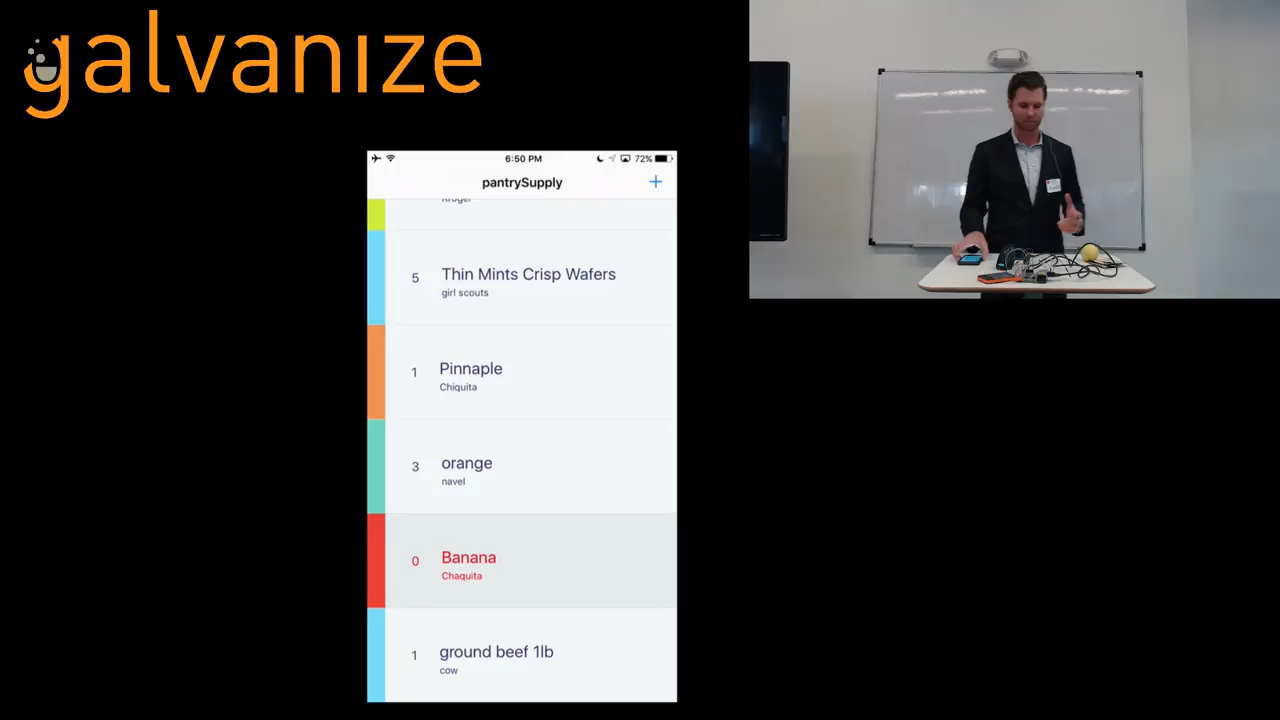 galvanize
6:50 PM
72%
pantrySupply
+
Kroger
5
Thin Mints Crisp Wafers
girl scouts
1
Pinnaple
Chiquita
3
orange
navel
0
Banana
Chaquita
1
ground beef 1lb
cow